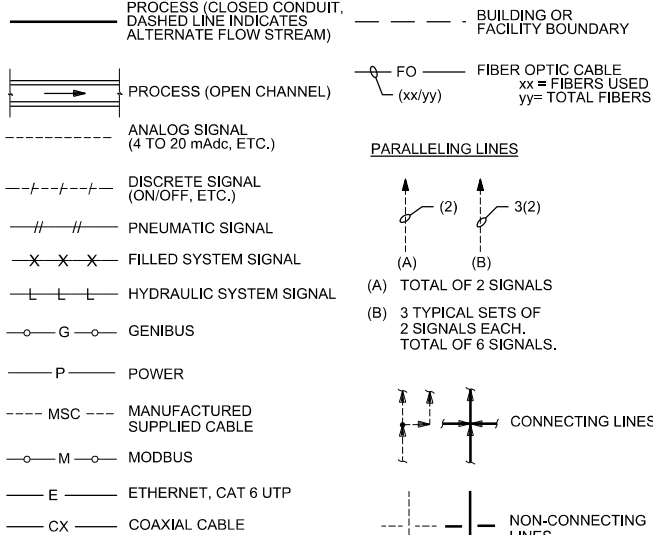 PROCESS (CLOSED CONDUIT,
DASHED LINE INDICATES
ALTERNATE FLOW STREAM)
PROCESS (OPEN CHANNEL)
ANALOG SIGNAL
(4 TO 20 mAdc, ETC.)
DISCRETE SIGNAL
(ON/OFF, ETC.)
PNEUMATIC SIGNAL
X X X FILLED SYSTEM SIGNAL
L L L HYDRAULIC SYSTEM SIGNAL
G GENIBUS
P POWER
MSC MANUFACTURED
SUPPLIED CABLE
M MODBUS
E ETHERNET, CAT 6 UTP
CX COAXIAL CABLE
BUILDING OR
FACILITY BOUNDARY
FO FIBER OPTIC CABLE
(xx/yy) xx = FIBERS USED
yy= TOTAL FIBERS
PARALLELING LINES
(2) 3(2)
(A) (B)
(A) TOTAL OF 2 SIGNALS
(B) 3 TYPICAL SETS OF
2 SIGNALS EACH.
TOTAL OF 6 SIGNALS.
CONNECTING LINES
NON-CONNECTING
LINES